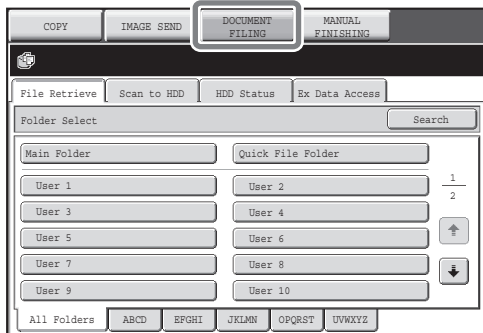 COPY IMAGE SEND DOCUMENT FILING MANUAL FINISHING
File Retrieve Scan to HDD HDD Status Ex Data Access
Folder Select Search
Main Folder Quick File Folder
User 1 User 2
1
2
User 3 User 4
User 5 User 6
User 7 User 8
User 9 User 10
All Folders ABCD EFGHI JKLMN OPQRST UVWXYZ